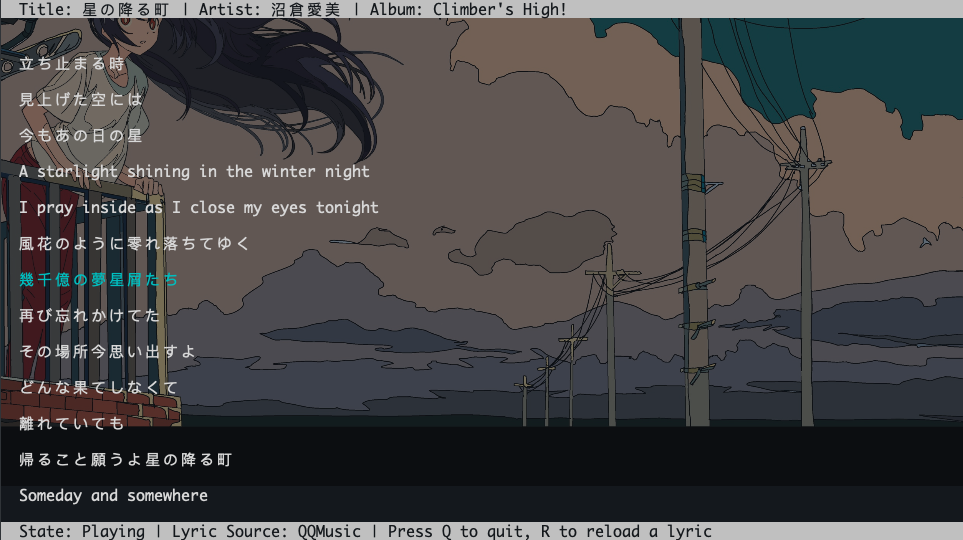 Title: 星の降る町 | Artist: 沼倉愛美 | Album: Climber's High!
立ち止まる時
見上げた空には
今もあの日の星
A starlight shining in the winter night
I pray inside as I close my eyes tonight
風花のように零れ落ちてゆく
幾千億の夢星屑たち
再び忘れかけてた
その場所今思い出すよ
どんな果てしなくて
離れていても
帰ること願うよ星の降る町
Someday and somewhere
State: Playing | Lyric Source: QQMusic | Press Q to quit, R to reload a lyric